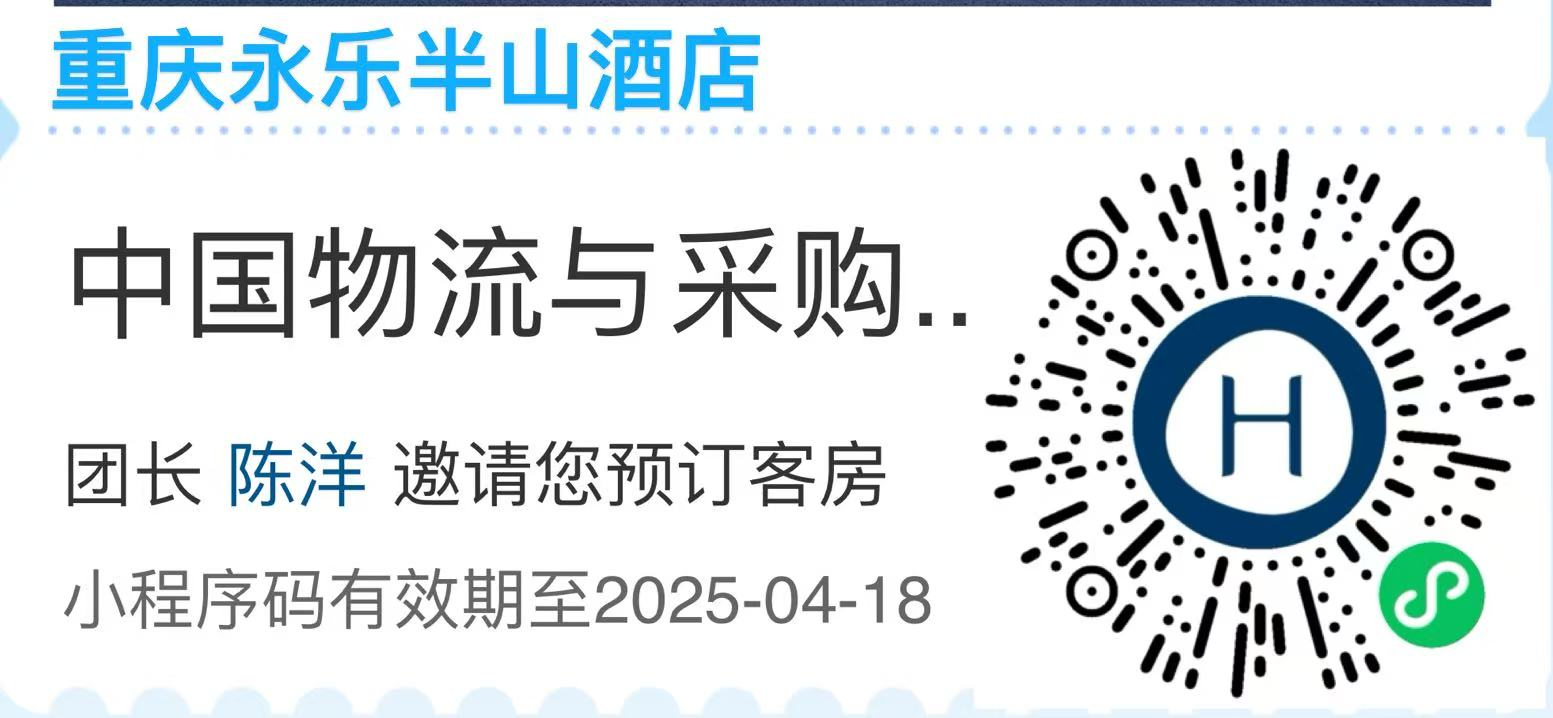 重庆永乐半山酒店
中国物流与采购..
团长 陈洋 邀请您预订客房
小程序码有效期至2025-04-18
H